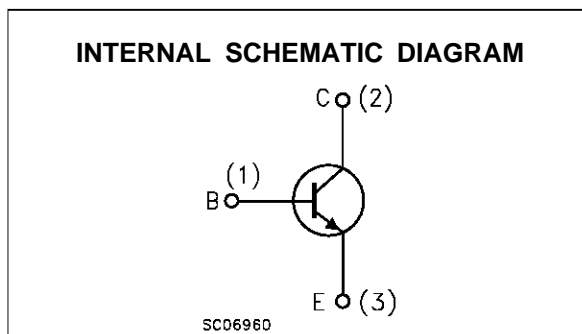 INTERNAL SCHEMATIC DIAGRAM
C (2)
(1)
B
E (3)
SC06960